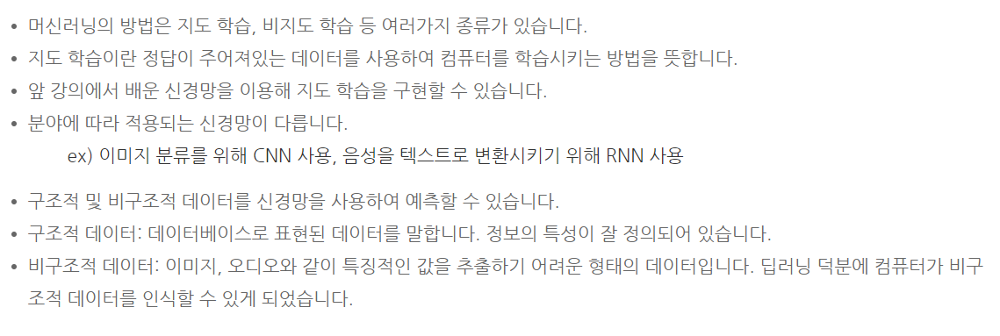 • 머신러닝의 방법은 지도 학습, 비지도 학습 등 여러가지 종류가 있습니다.
• 지도 학습이란 정답이 주어져있는 데이터를 사용하여 컴퓨터를 학습시키는 방법을 뜻합니다.
• 앞 강의에서 배운 신경망을 이용해 지도 학습을 구현할 수 있습니다.
• 분야에 따라 적용되는 신경망이 다릅니다.
ex) 이미지 분류를 위해 CNN 사용, 음성을 텍스트로 변환시키기 위해 RNN 사용
• 구조적 및 비구조적 데이터를 신경망을 사용하여 예측할 수 있습니다.
• 구조적 데이터: 데이터베이스로 표현된 데이터를 말합니다. 정보의 특성이 잘 정의되어 있습니다.
• 비구조적 데이터: 이미지, 오디오와 같이 특징적인 값을 추출하기 어려운 형태의 데이터입니다. 딥러닝 덕분에 컴퓨터가 비구
조적 데이터를 인식할 수 있게 되었습니다.